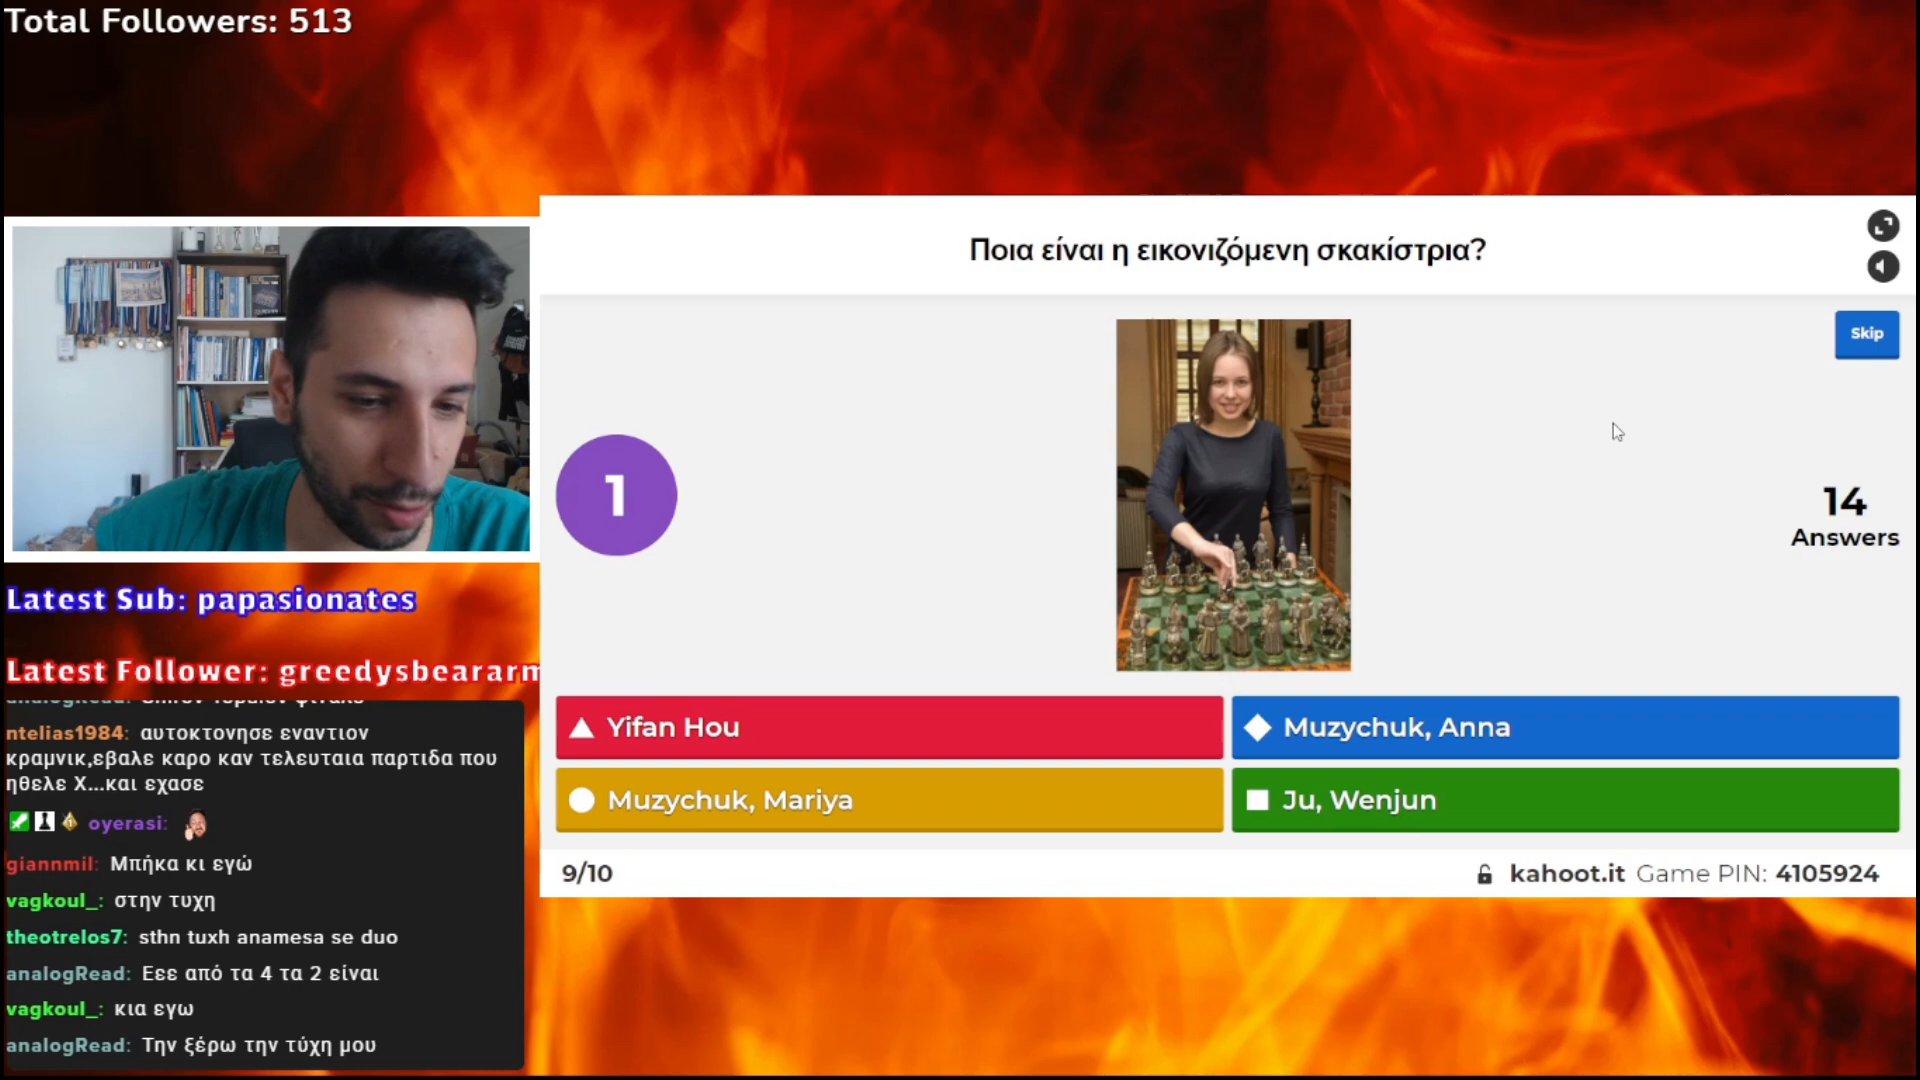 Total Followers: 513
Ποια είναι η εικονιζόμενη σκακίστρια?
Skip
1
14
Answers
Yifan Hou
Muzychuk, Anna
Muzychuk, Mariya
Ju, Wenjun
9/10
kahoot.it Game PIN: 4105924
Latest Sub: papasionates
Latest Follower: greedysbeararm
ntelias1984: αυτοκτονησε εναντιον
κραμνικ,εβαλε καρο καν τελευταια παρτιδα που
ηθελε Χ...και εχασε
oyerasi:
giannmil: Μπήκα κι εγώ
vagkoul_: στην τυχη
theotrelos7: sthn tuxh anamesa se duo
analogRead: Εεε από τα 4 τα 2 είναι
vagkoul_: κια εγω
analogRead: Την ξέρω την τύχη μου